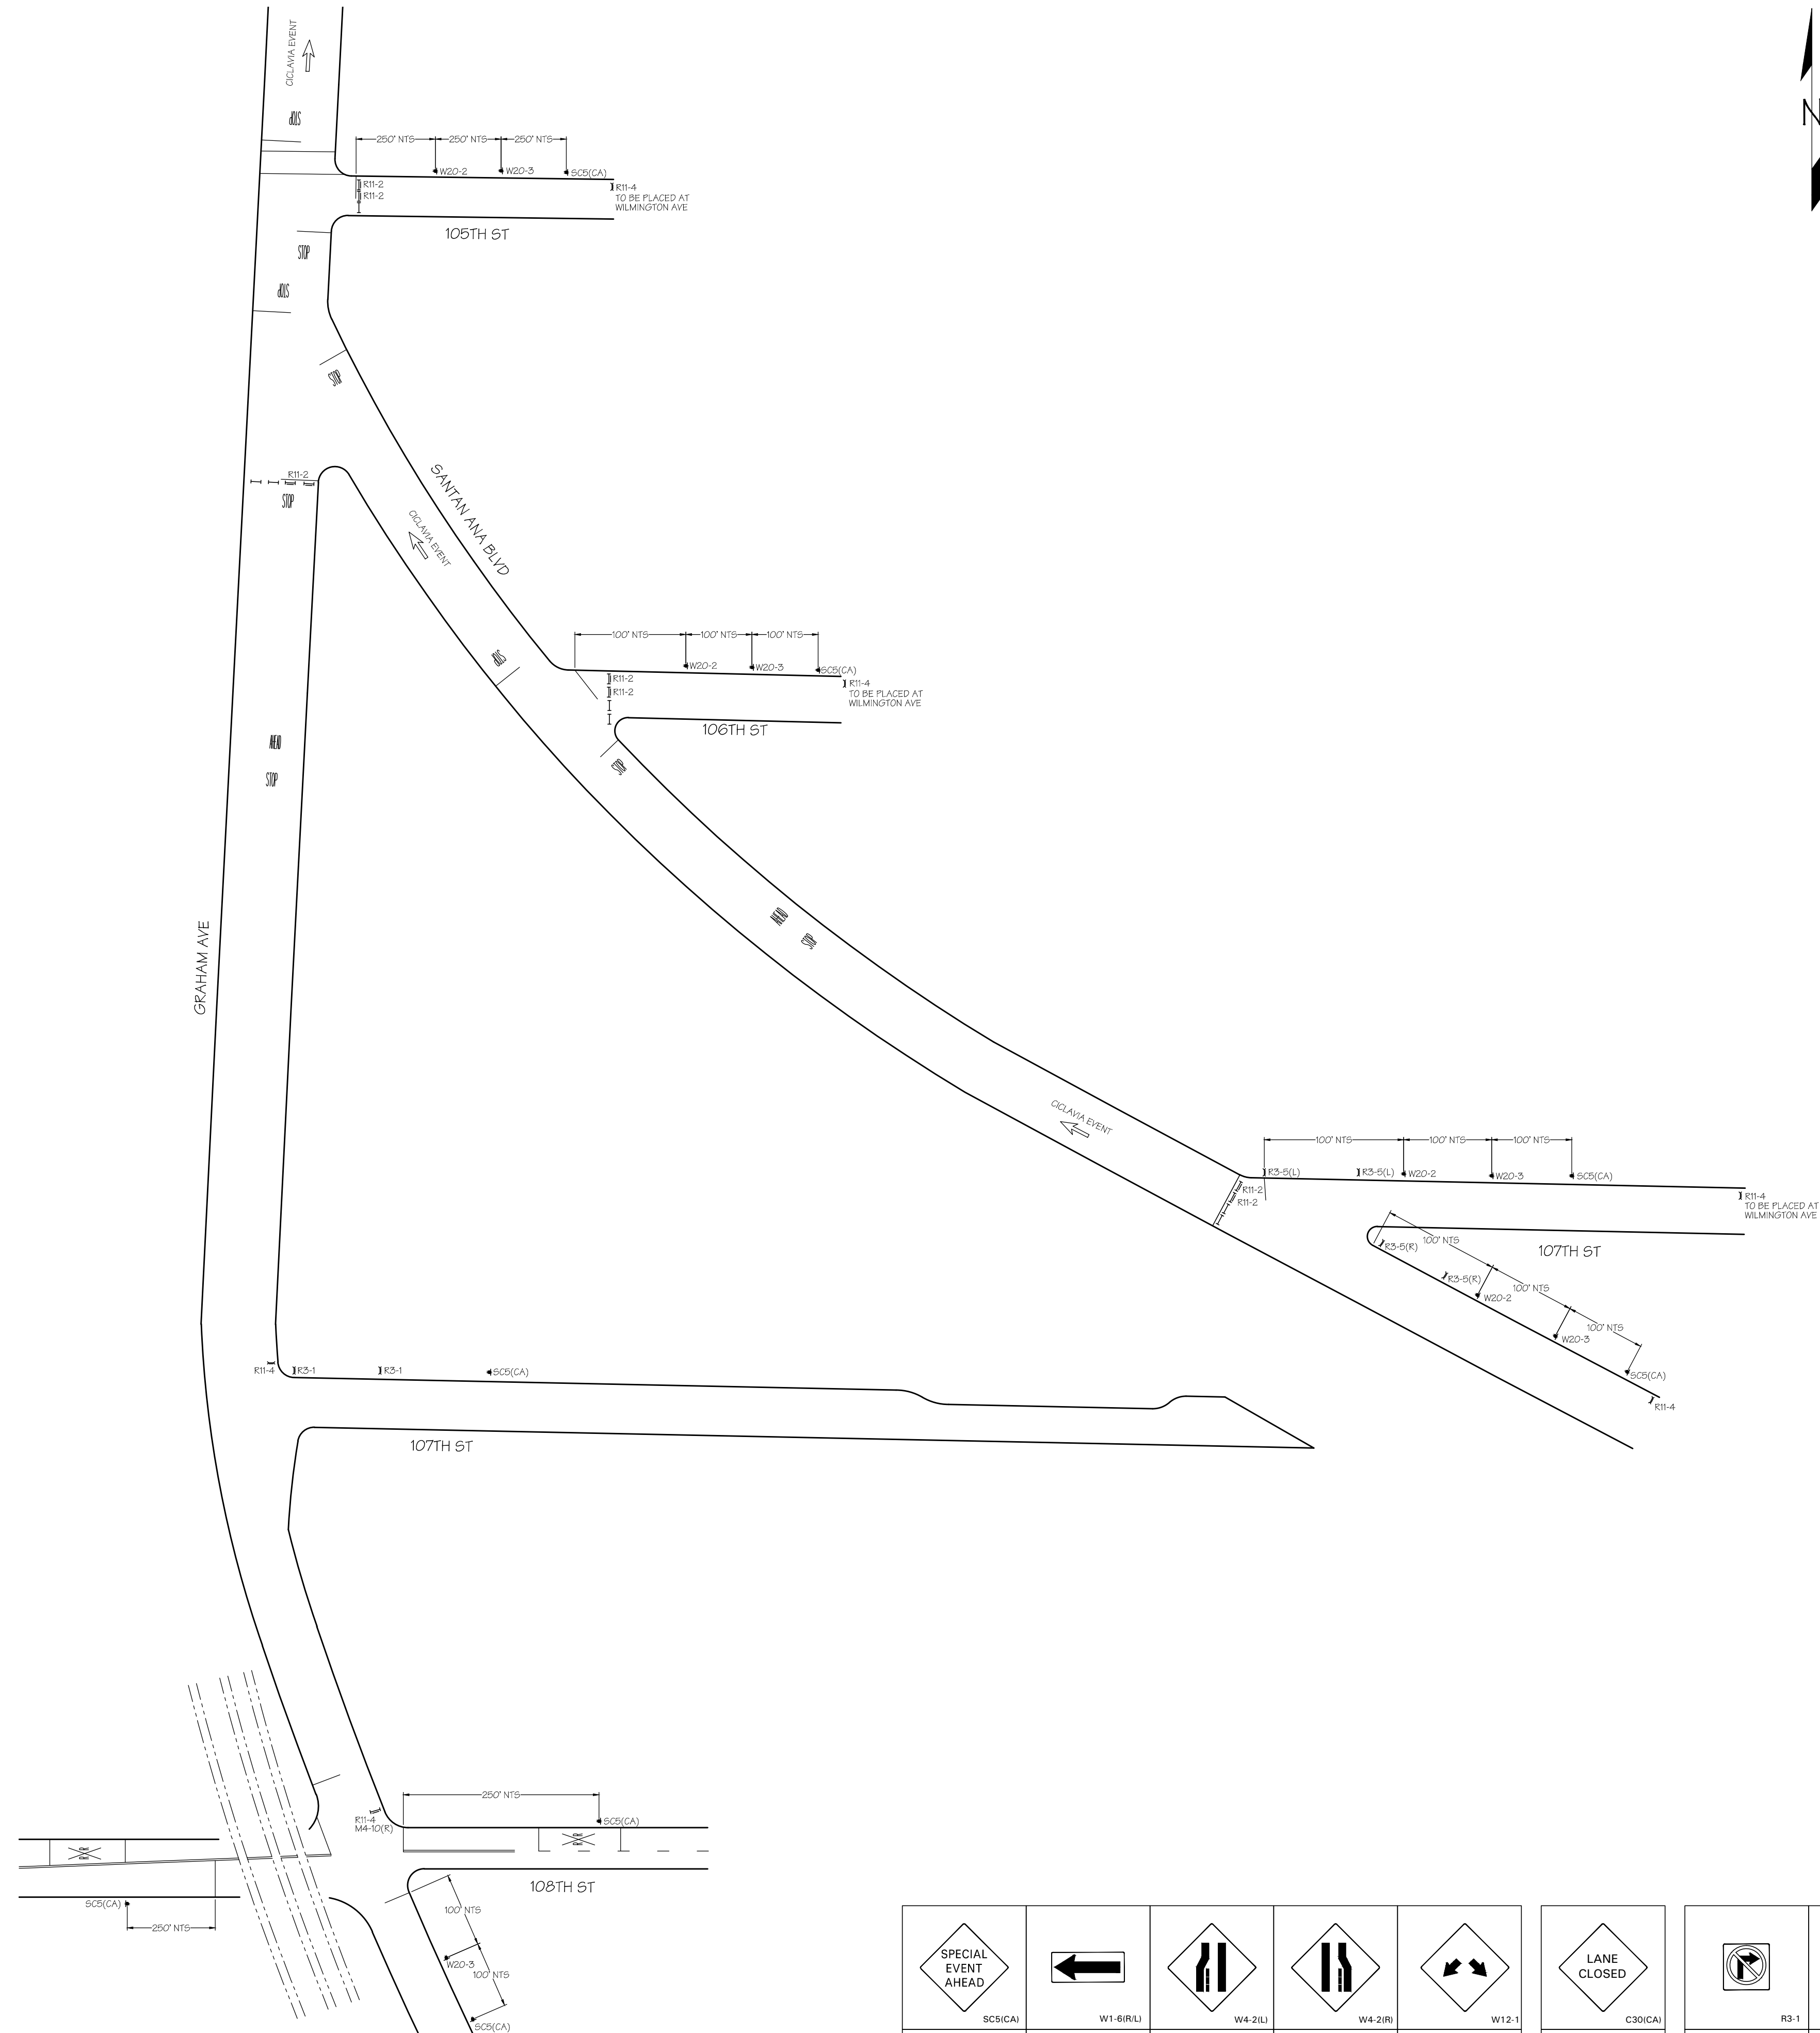 CICLAVIA EVENT
STOP
N
250' NTS
250' NTS
250' NTS
W20-2
W20-3
SC5(CA)
R11-2
R11-2
R11-4
TO BE PLACED AT
WILMINGTON AVE
105TH ST
STOP
STOP
STOP
R11-2
STOP
SANTAN ANA BLVD
CICLAVIA EVENT
100' NTS
100' NTS
100' NTS
STOP
W20-2
W20-3
SC5(CA)
R11-2
R11-2
R11-4
TO BE PLACED AT
WILMINGTON AVE
106TH ST
AHEAD
STOP
STOP
GRAHAM AVE
AHEAD
STOP
CICLAVIA EVENT
100' NTS
100' NTS
100' NTS
R3-5(L)
R3-5(L)
W20-2
W20-3
SC5(CA)
R11-2
R11-2
R11-4
TO BE PLACED AT
WILMINGTON AVE
107TH ST
R3-5(R)
100' NTS
R3-5(R)
100' NTS
W20-2
100' NTS
W20-3
SC5(CA)
R11-4
R11-4
R3-1
R3-1
SC5(CA)
107TH ST
250' NTS
R11-4
M4-10(R)
SC5(CA)
108TH ST
SC5(CA)
250' NTS
100' NTS
W20-3
100' NTS
SC5(CA)
SPECIAL
EVENT
AHEAD
SC5(CA)
W1-6(R/L)
W4-2(L)
W4-2(R)
W12-1
LANE
CLOSED
C30(CA)
R3-1